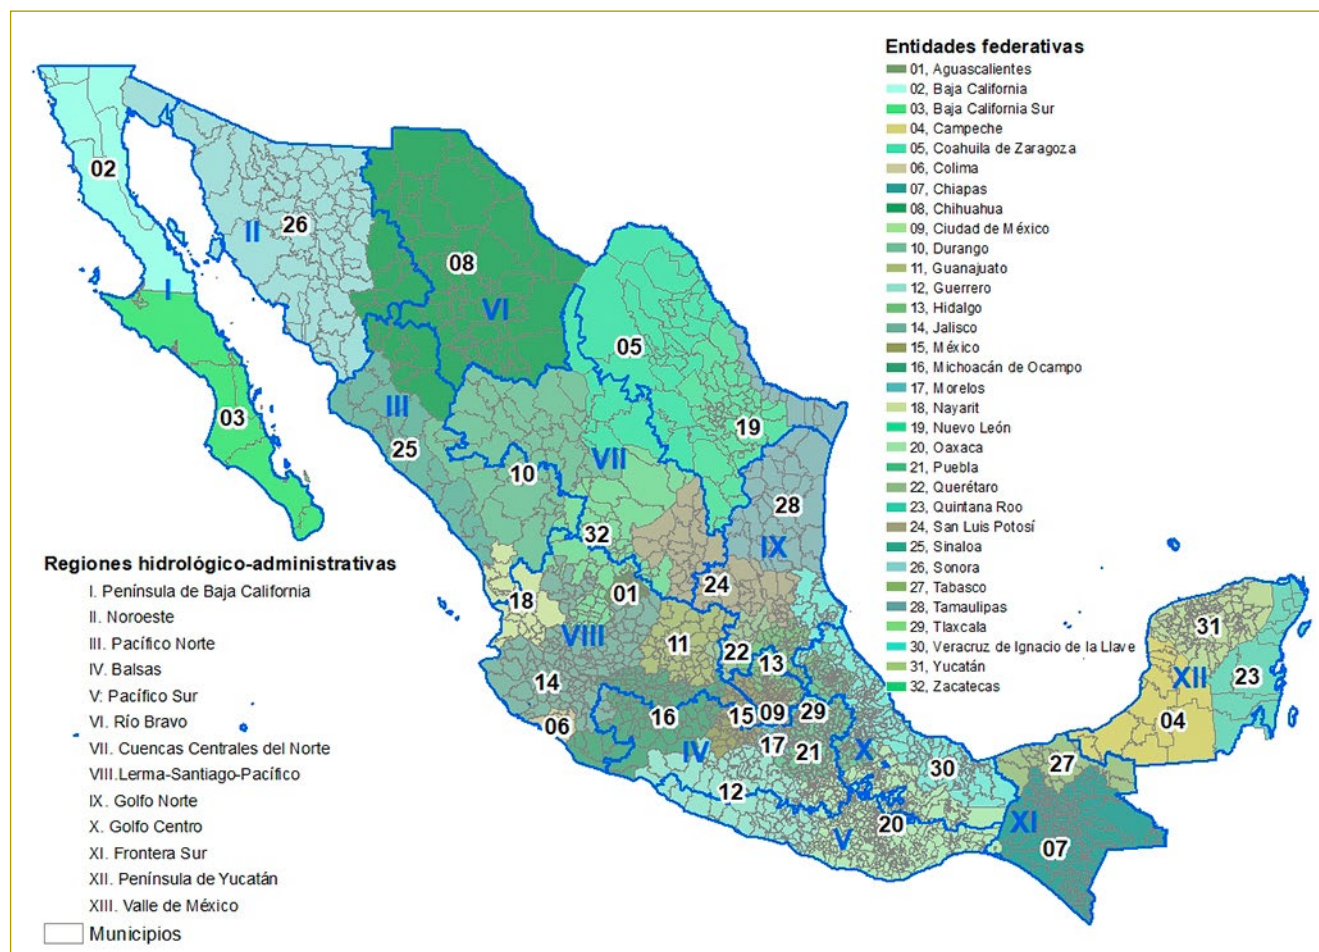 Entidades federativas
01, Aguascalientes
02, Baja California
03, Baja California Sur
04, Campeche
05, Coahuila de Zaragoza
06, Colima
07, Chiapas
08, Chihuahua
09, Ciudad de México
10, Durango
11, Guanajuato
12, Guerrero
13, Hidalgo
14, Jalisco
15, México
16, Michoacán de Ocampo
17, Morelos
18, Nayarit
19, Nuevo León
20, Oaxaca
21, Puebla
22, Querétaro
23, Quintana Roo
24, San Luis Potosí
25, Sinaloa
26, Sonora
27, Tabasco
28, Tamaulipas
29, Tlaxcala
30, Veracruz de Ignacio de la Llave
31, Yucatán
32, Zacatecas
02
26
II
08
I
VI
05
03
III
19
25
VII
10
28
32
IX
24
01
18
VIII
11
22
13
31
XII
23
14
16
15
09
29
04
06
17
IV
21
X
30
27
12
20
V
XI
07
Regiones hidrológico-administrativas
I. Península de Baja California
II. Noroeste
III. Pacífico Norte
IV. Balsas
V. Pacífico Sur
VI. Río Bravo
VII. Cuencas Centrales del Norte
VIII.Lerma-Santiago-Pacífico
IX. Golfo Norte
X. Golfo Centro
XI. Frontera Sur
XII. Península de Yucatán
XIII. Valle de México
Municipios